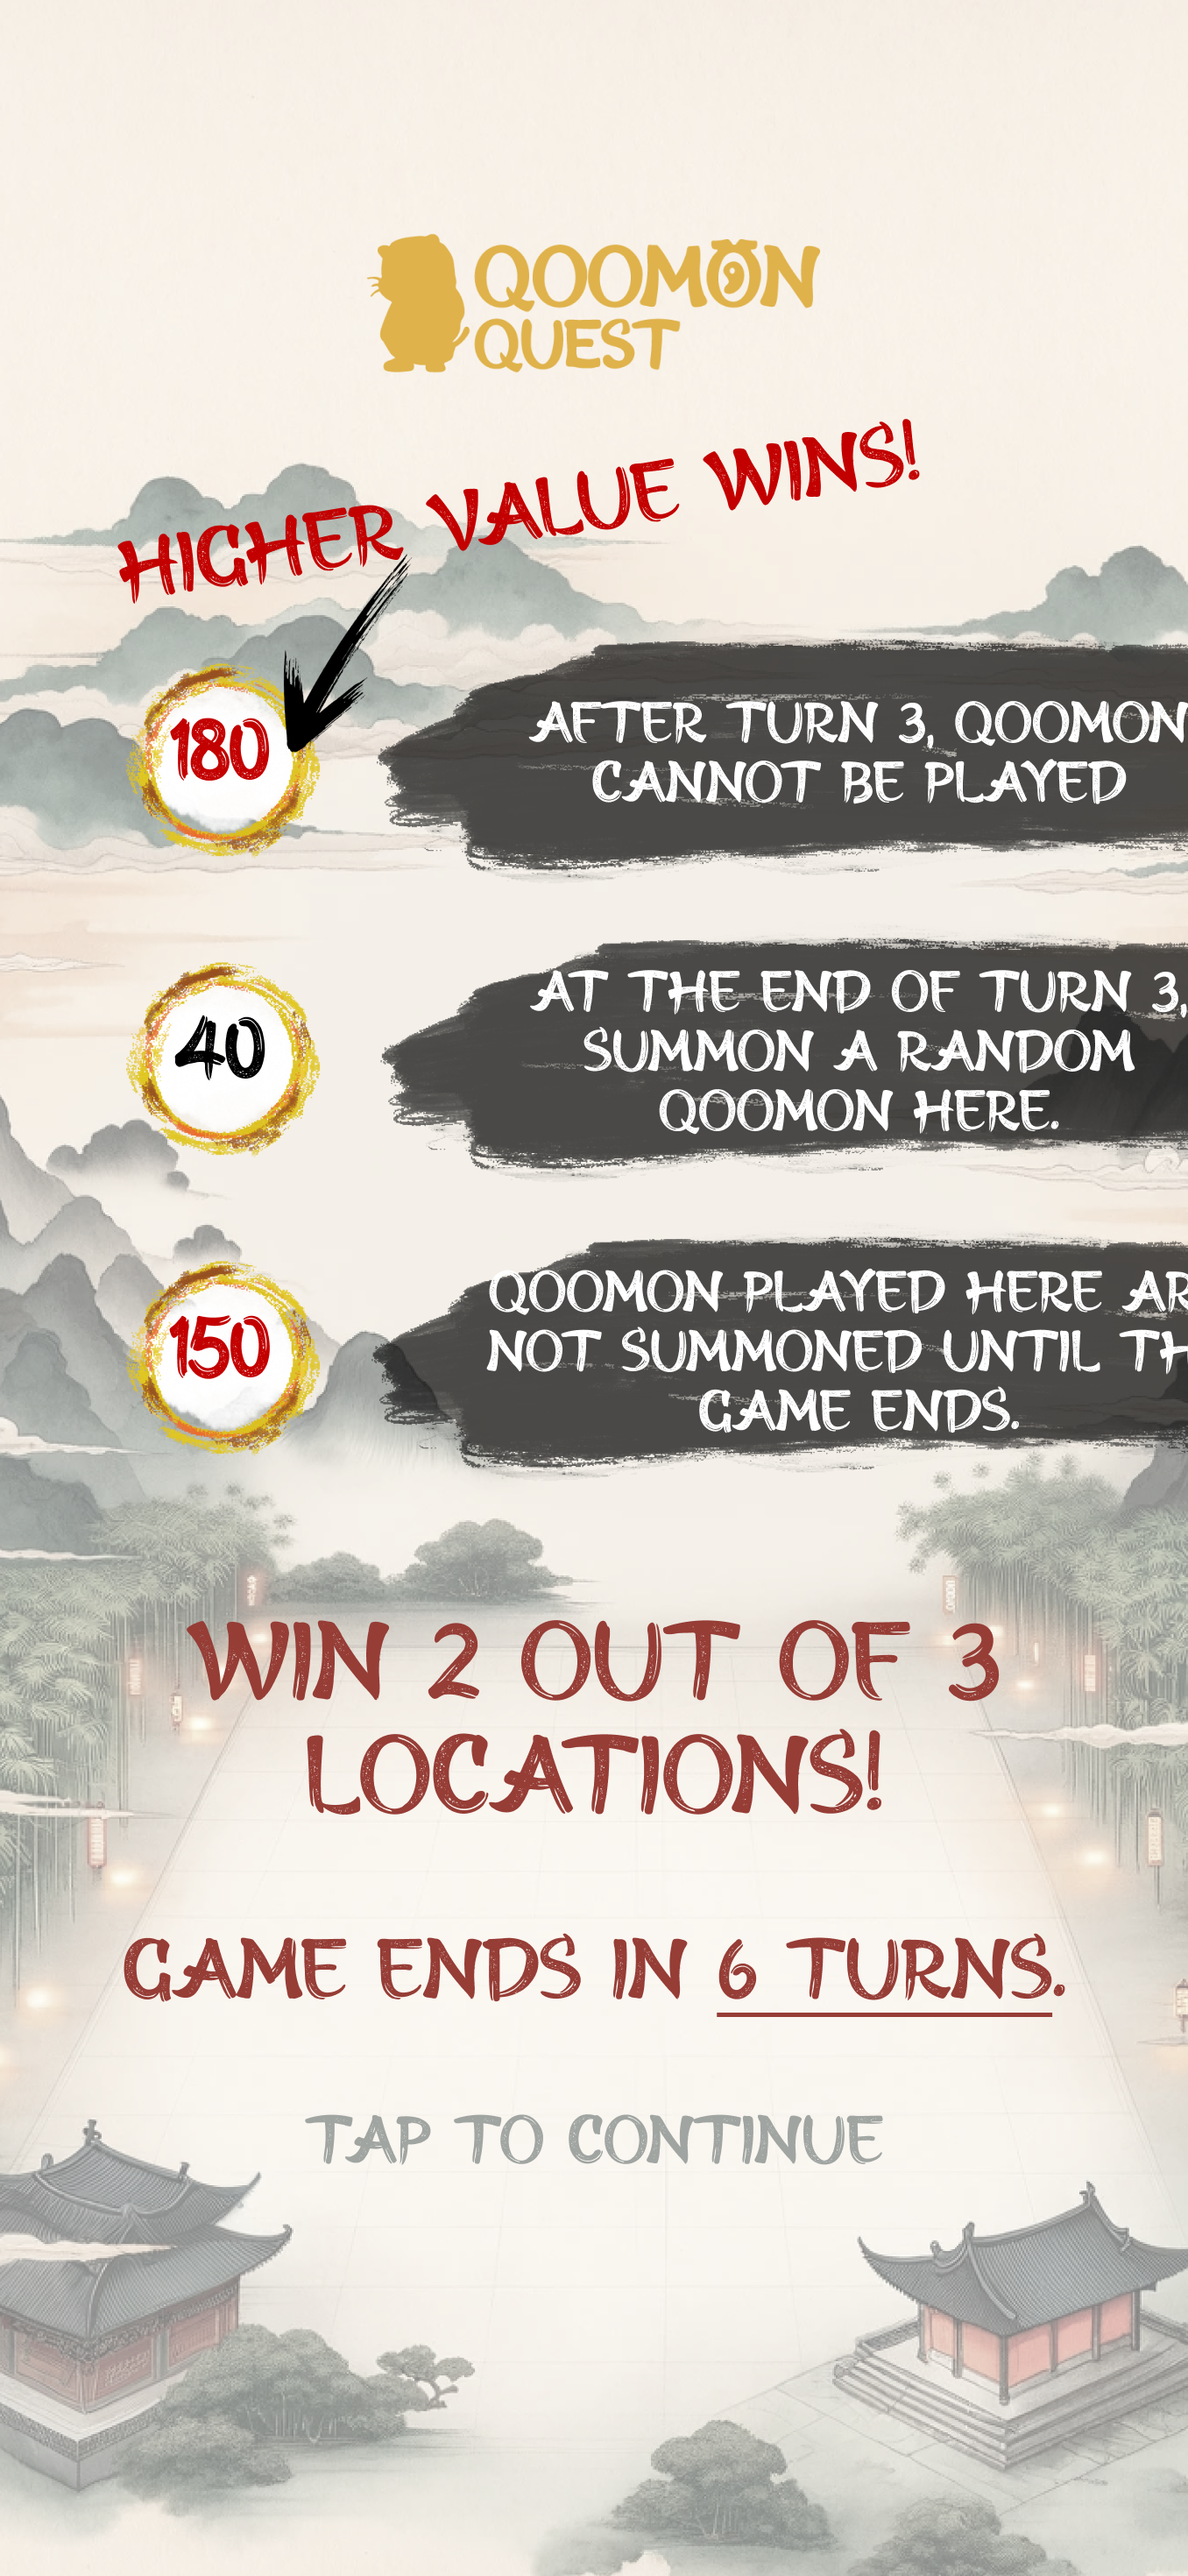 QOOMON
QUEST
HIGHER VALUE WINS!
180
AFTER TURN 3, QOOMON
CANNOT BE PLAYED
40
AT THE END OF TURN 3,
SUMMON A RANDOM
QOOMON HERE.
150
QOOMON PLAYED HERE AR
NOT SUMMONED UNTIL TH
GAME ENDS.
WIN 2 OUT OF 3
LOCATIONS!
GAME ENDS IN 6 TURNS.
TAP TO CONTINUE